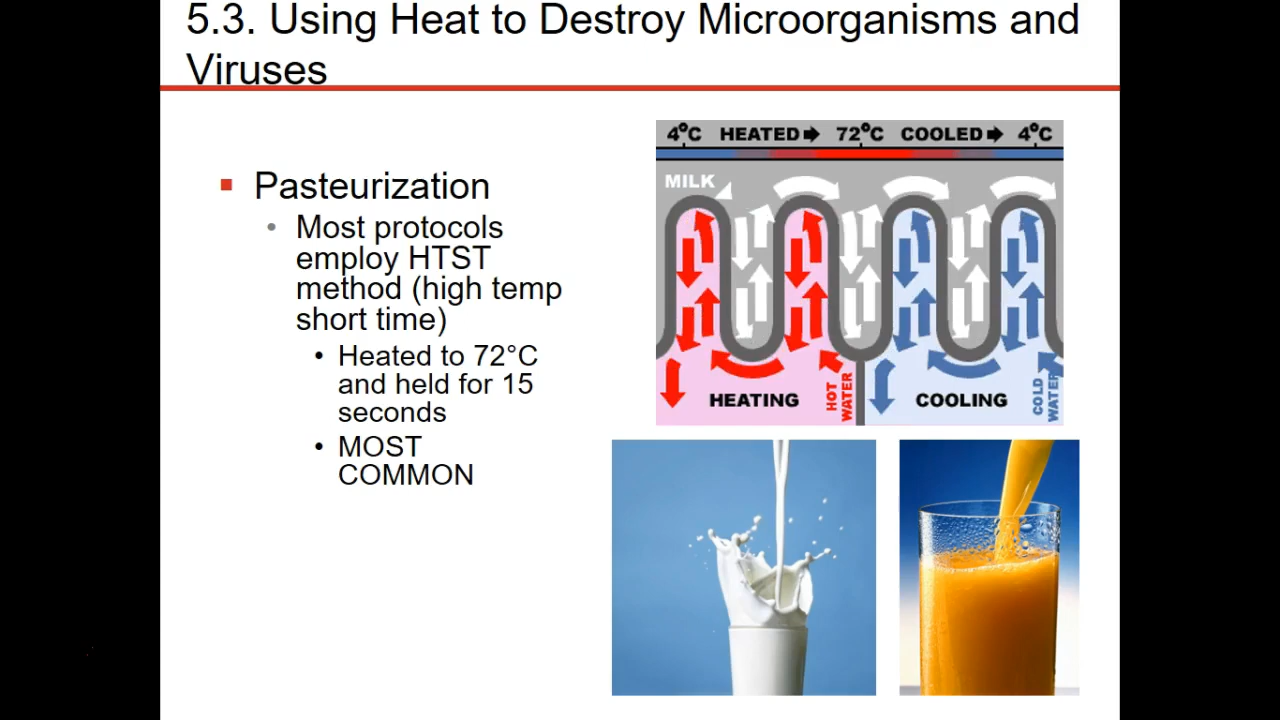 5.3. Using Heat to Destroy Microorganisms and
Viruses
Pasteurization
Most protocols
employ HTST
method (high temp
short time)
Heated to 72°C
and held for 15
seconds
MOST
COMMON
4°C HEATED 72°C COOLED 4°C
MILK
HEATING
HOT
WATER
COOLING
COLD
WATER